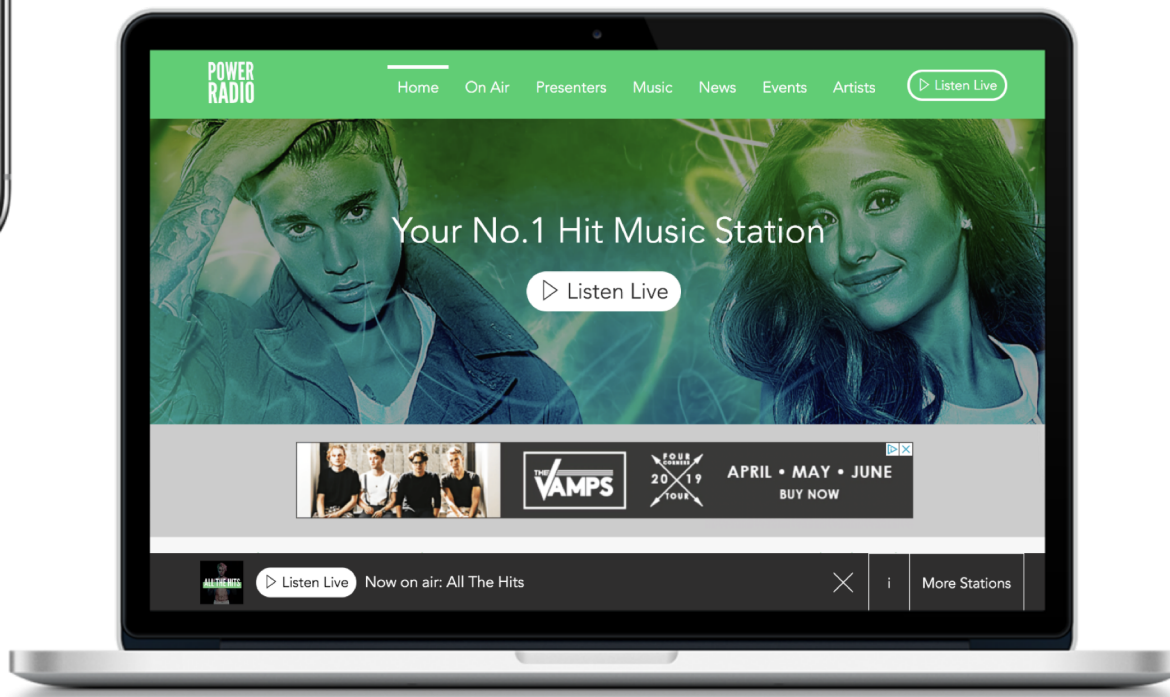 POWER
RADIO
Home On Air Presenters Music News Events Artists Listen Live
Your No.1 Hit Music Station
Listen Live
THE
VAMPS
FOUR
CORNERS
20 19
TOUR
APRIL • MAY • JUNE
BUY NOW
ALL THE HITS
Listen Live Now on air: All The Hits i More Stations